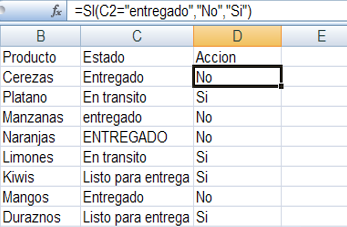 fx =SI(C2="entregado","No","Si")
B C D E
Producto Estado Accion
Cerezas Entregado No
Platano En transito Si
Manzanas entregado No
Naranjas ENTREGADO No
Limones En transito Si
Kiwis Listo para entrega Si
Mangos Entregado No
Duraznos Listo para entrega Si